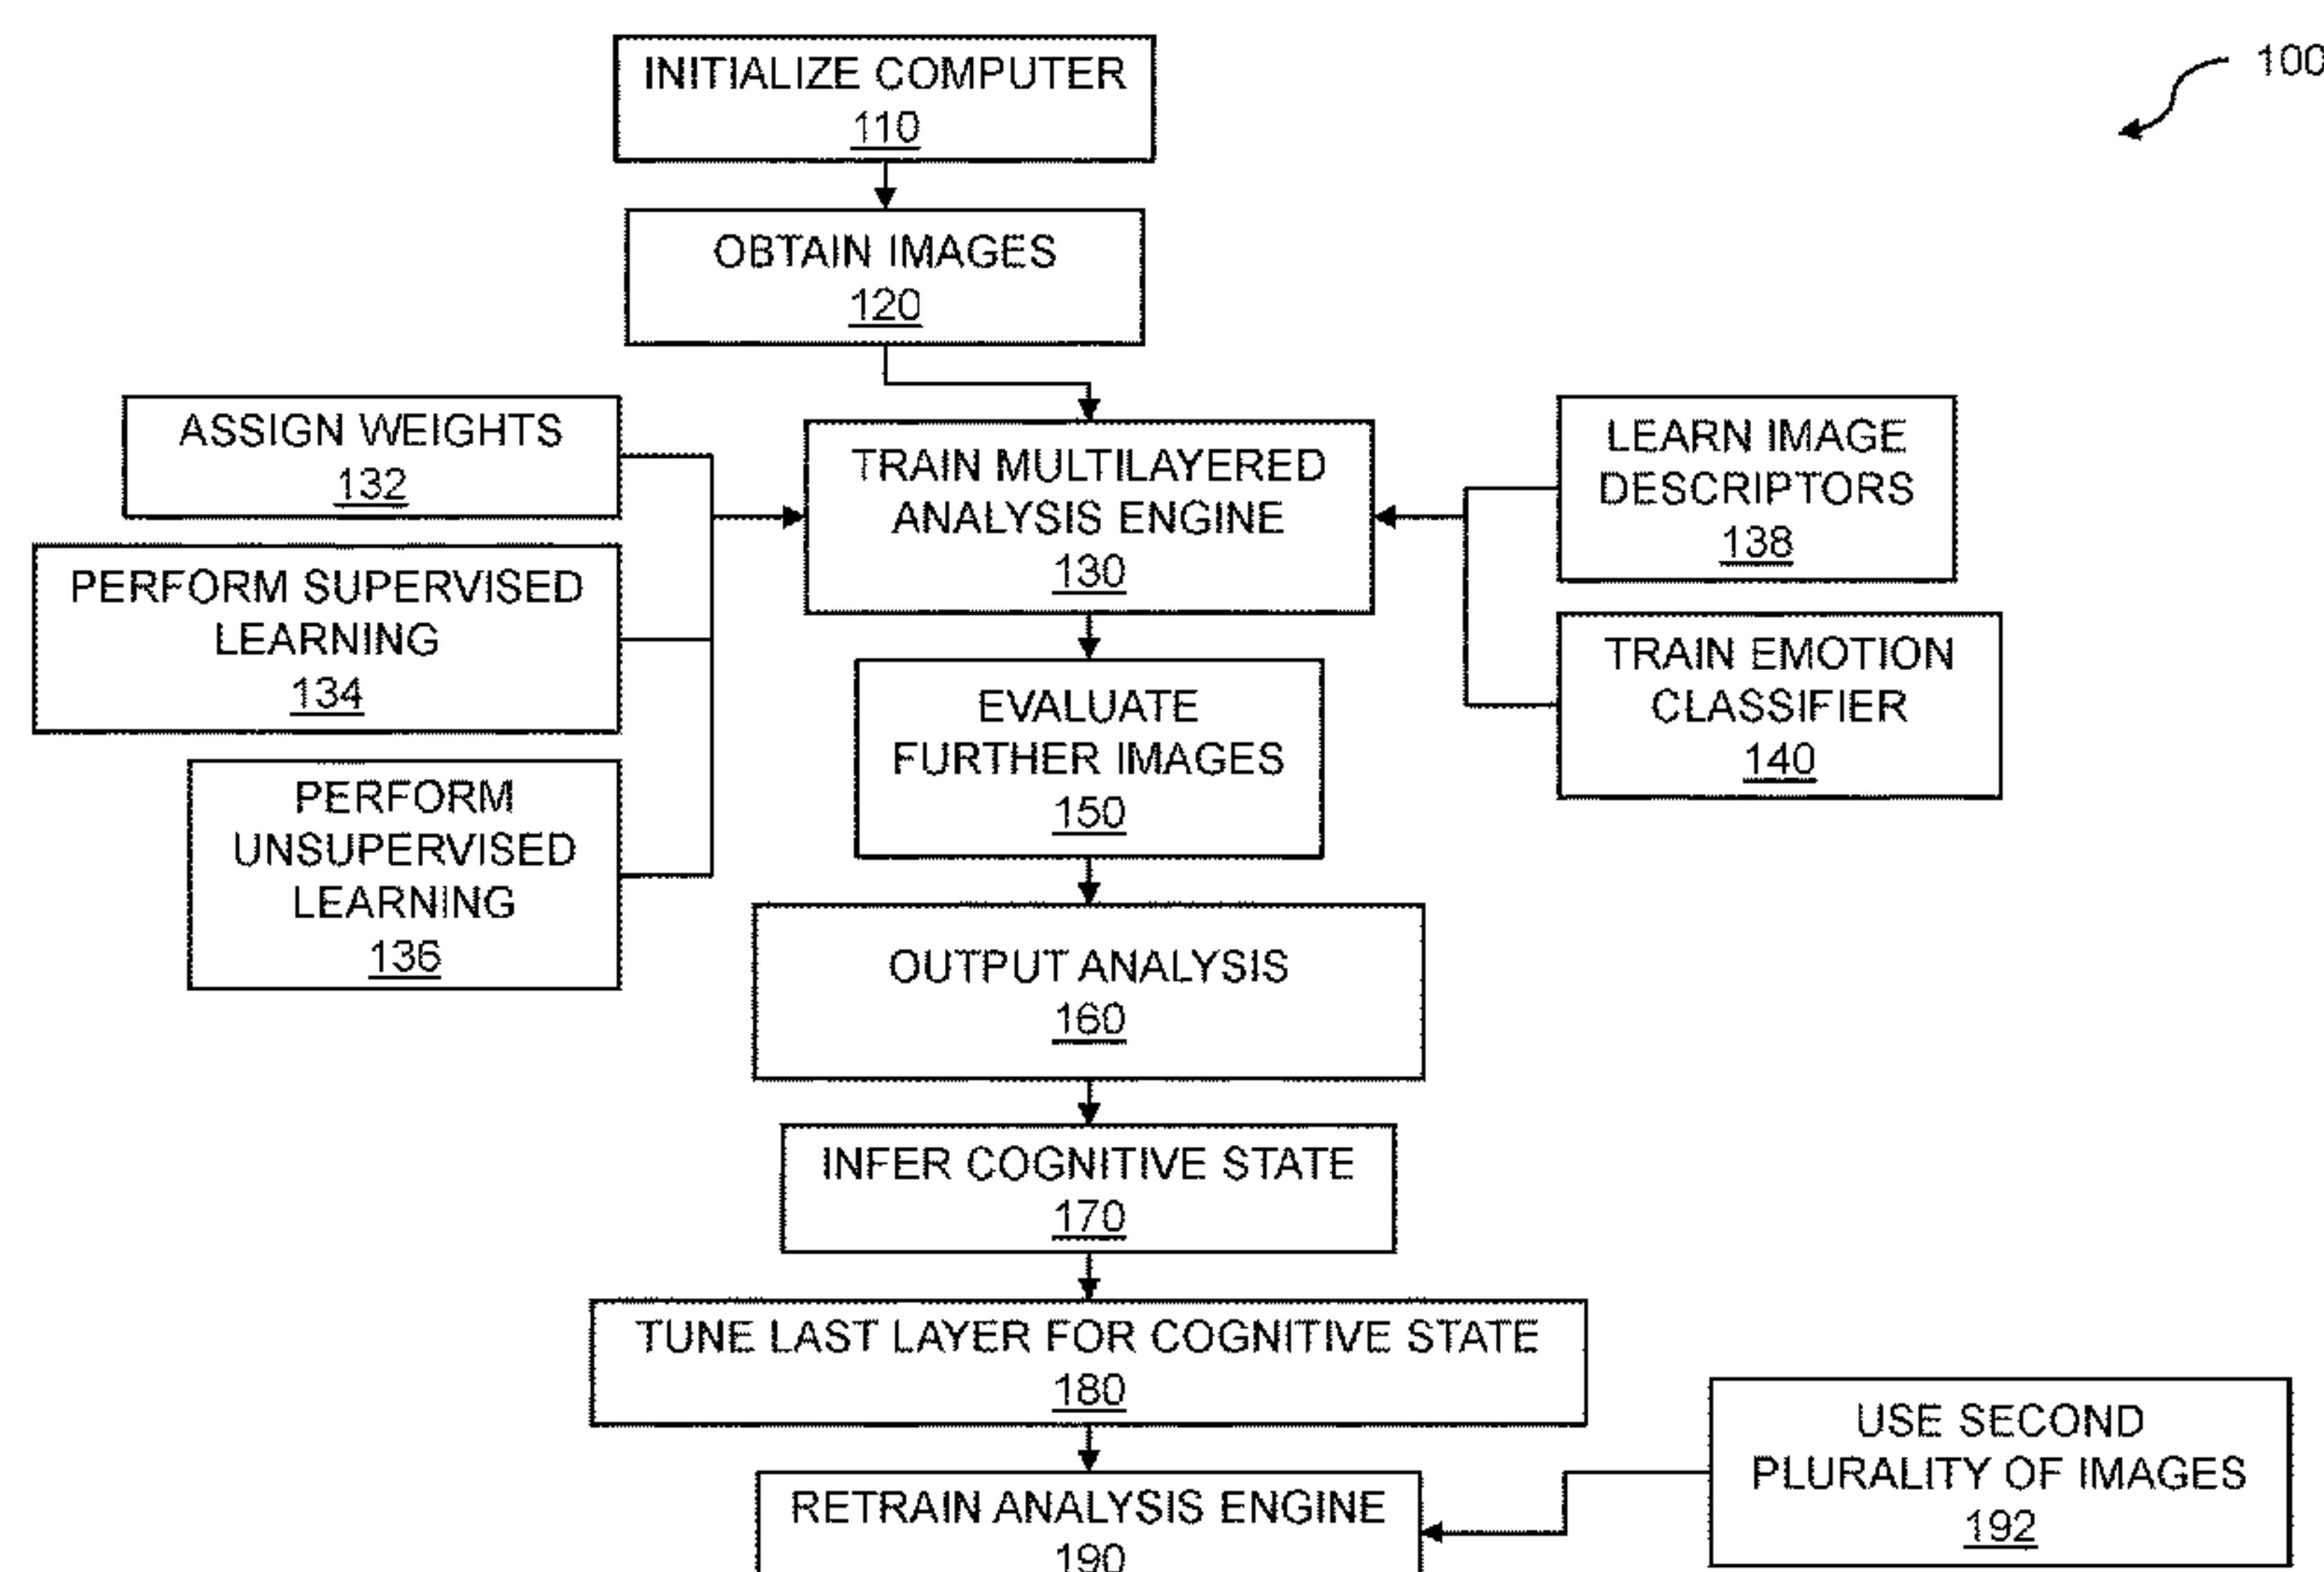 100
INITIALIZE COMPUTER
110
OBTAIN IMAGES
120
ASSIGN WEIGHTS
132
TRAIN MULTILAYERED
ANALYSIS ENGINE
130
LEARN IMAGE
DESCRIPTORS
138
PERFORM SUPERVISED
LEARNING
134
TRAIN EMOTION
CLASSIFIER
140
EVALUATE
FURTHER IMAGES
150
PERFORM
UNSUPERVISED
LEARNING
136
OUTPUT ANALYSIS
160
INFER COGNITIVE STATE
170
TUNE LAST LAYER FOR COGNITIVE STATE
180
USE SECOND
PLURALITY OF IMAGES
192
RETRAIN ANALYSIS ENGINE
190